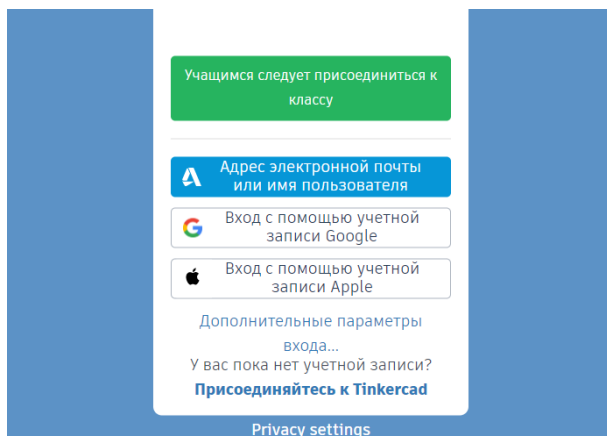 Учащимся следует присоединиться к
классу
Адрес электронной почты
или имя пользователя
Вход с помощью учетной
записи Google
Вход с помощью учетной
записи Apple
Дополнительные параметры
входа...
У вас пока нет учетной записи?
Присоединяйтесь к Tinkercad
Privacy settings